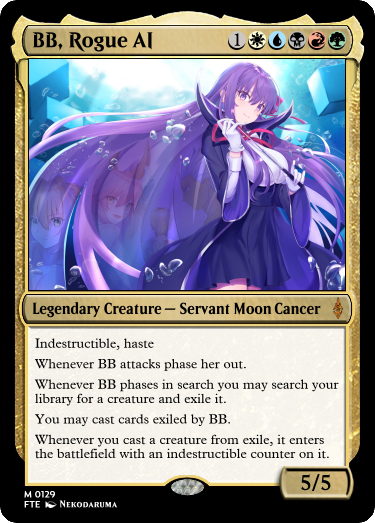 BB, Rogue AI
1
Legendary Creature — Servant Moon Cancer
Indestructible, haste
Whenever BB attacks phase her out.
Whenever BB phases in search you may search your
library for a creature and exile it.
You may cast cards exiled by BB.
Whenever you cast a creature from exile, it enters
the battlefield with an indestructible counter on it.
5/5
M 0129
FTE NEKODARUMA